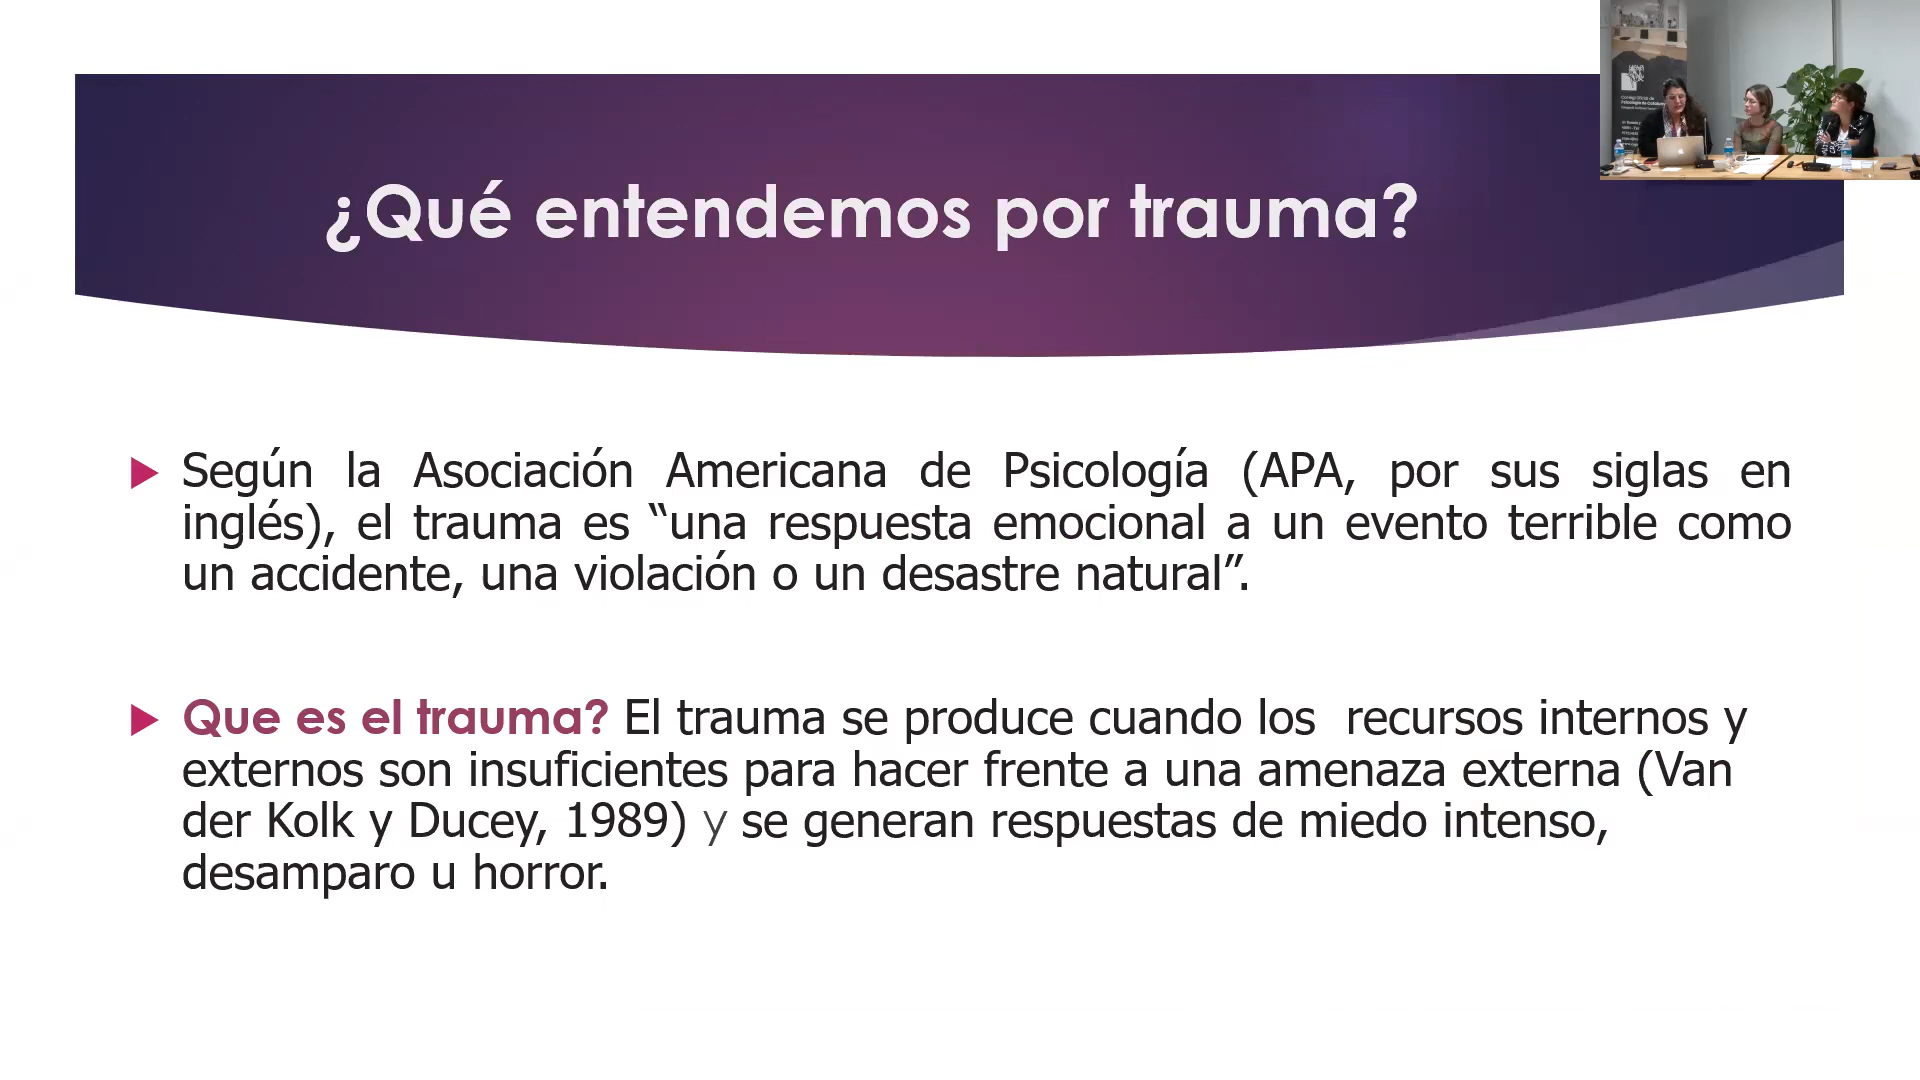 ¿Qué entendemos por trauma?
Según la Asociación Americana de Psicología (APA, por sus siglas en
inglés), el trauma es “una respuesta emocional a un evento terrible como
un accidente, una violación o un desastre natural”.
Que es el trauma? El trauma se produce cuando los  recursos internos y
externos son insuficientes para hacer frente a una amenaza externa (Van
der Kolk y Ducey, 1989) y se generan respuestas de miedo intenso,
desamparo u horror.
Psicologia de Catalunya